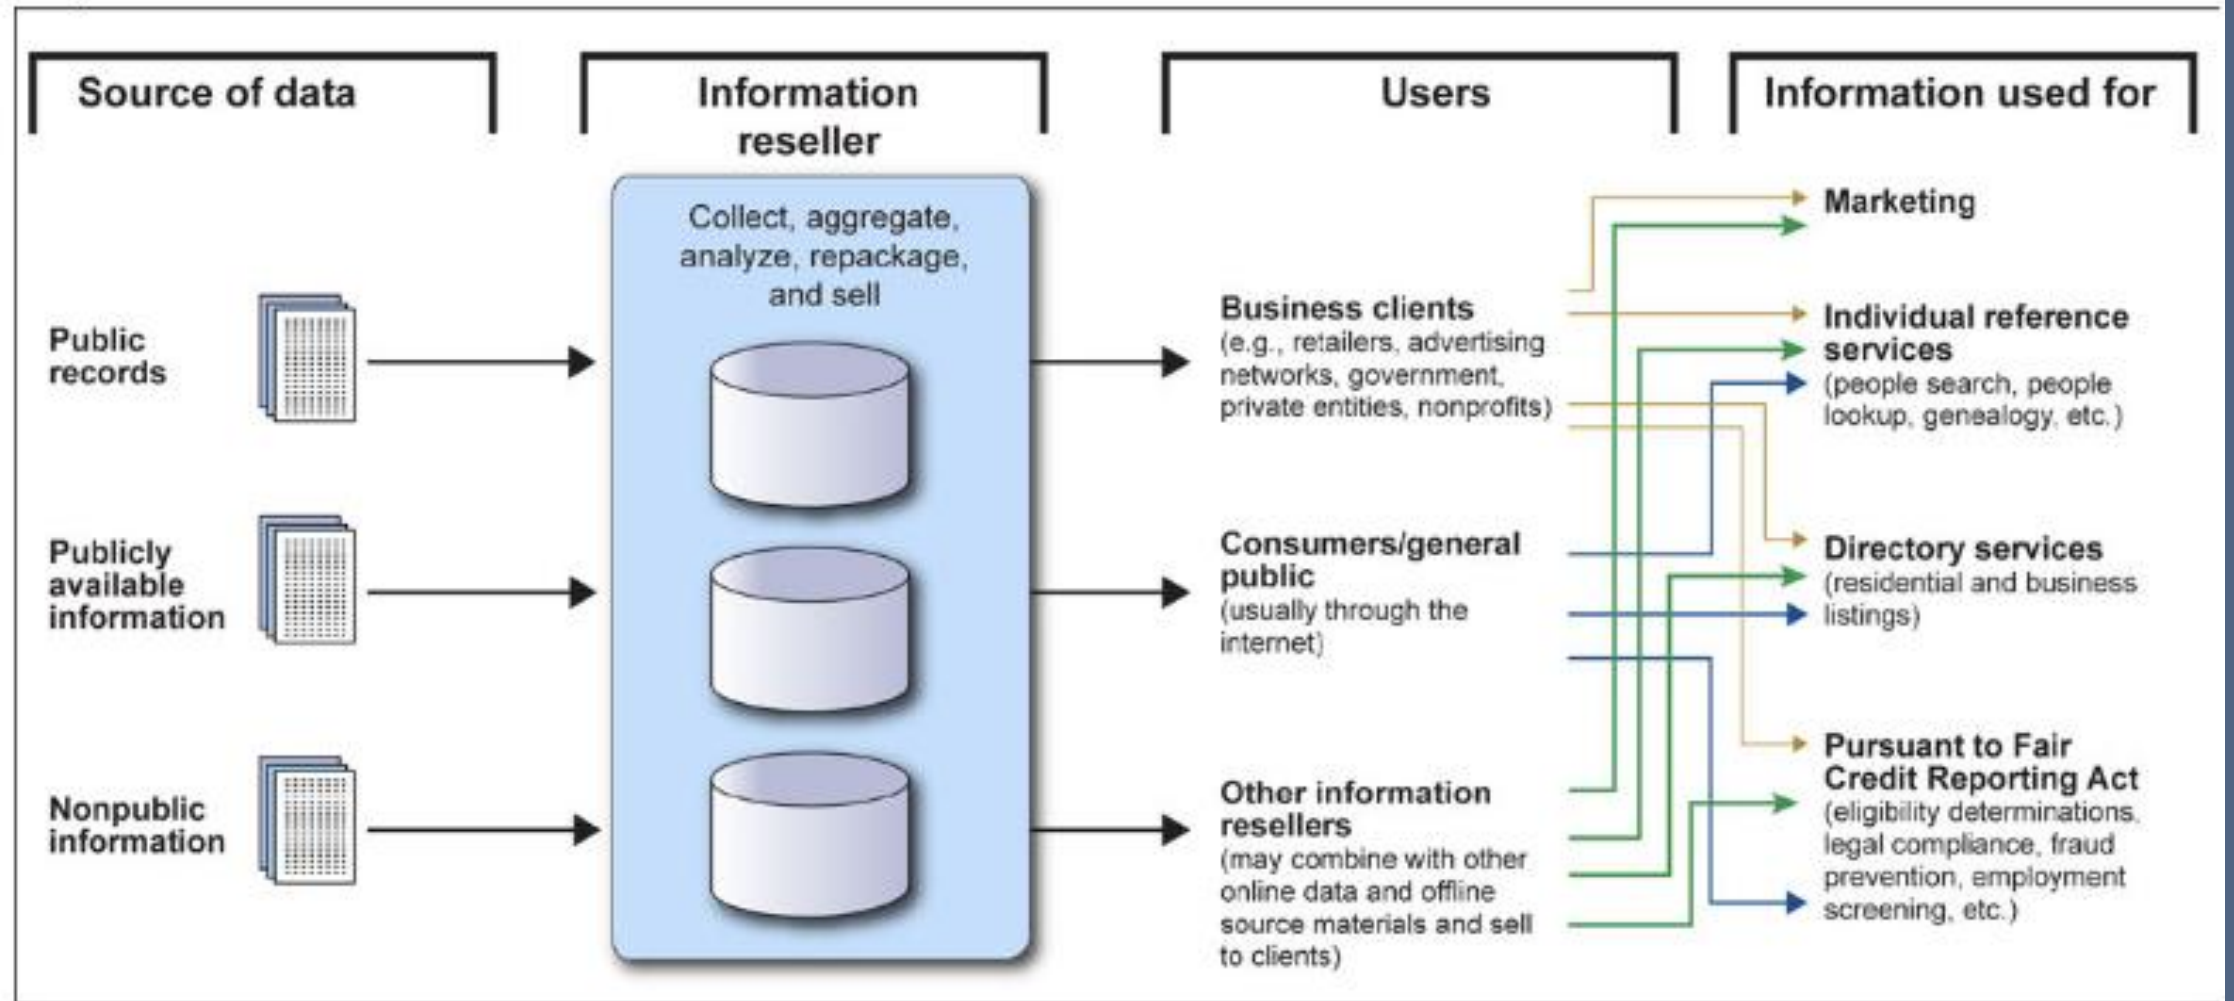 Source of data
Information
reseller
Users
Information used for
Collect, aggregate,
analyze, repackage,
and sell
Public
records
Publicly
available
information
Nonpublic
information
Business clients
(e.g., retailers, advertising
networks, government,
private entities, nonprofits)
Consumers/general
public
(usually through the
internet)
Other information
resellers
(may combine with other
online data and offline
source materials and sell
to clients)
Marketing
Individual reference
services
(people search, people
lookup, genealogy, etc.)
Directory services
(residential and business
listings)
Pursuant to Fair
Credit Reporting Act
(eligibility determinations,
legal compliance, fraud
prevention, employment
screening, etc.)